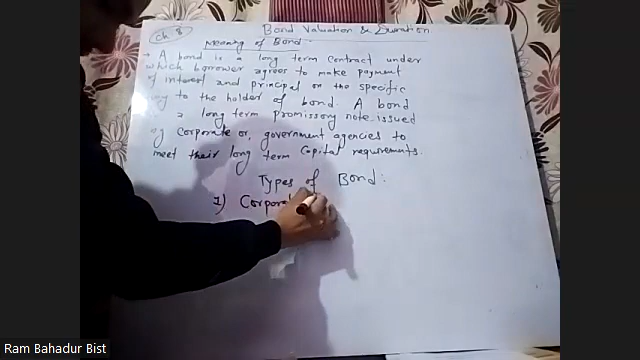 Ch. 8
Bond Valuation & Duration
Meaning of Bond:-
→ A bond is a long term contract under
which borrower agrees to make payment
of interest and principal on the specific
to the holder of bond. A bond
a long term promissory note issued
by corporate or, government agencies to
meet their long term capital requirements.
Types of Bond:
1) Corporat
Ram Bahadur Bist